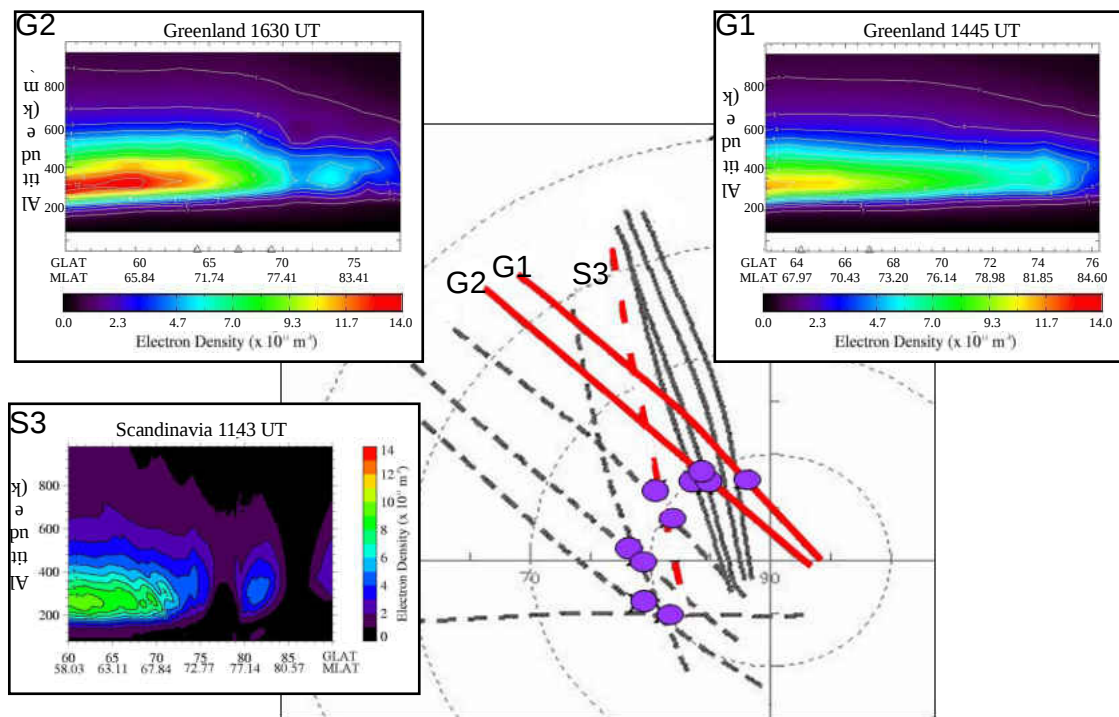 G2
Greenland 1630 UT
800
600
400
200
60 65 70 75
GLAT
MLAT 65.84 71.74 77.41 83.41
0.0 2.3 4.7 7.0 9.3 11.7 14.0
Electron Density (x 10¹¹ m⁻³)
G1
Greenland 1445 UT
800
600
400
200
GLAT 64 66 68 70 72 74 76
MLAT 67.97 70.43 73.20 76.14 78.98 81.85 84.60
0.0 2.3 4.7 7.0 9.3 11.7 14.0
Electron Density (x 10¹¹ m⁻³)
G2
G1
S3
70
90
S3
Scandinavia 1143 UT
800
600
400
200
60 65 70 75 80 85 GLAT
58.03 63.11 67.84 72.77 77.14 80.57 MLAT
14
12
10
8
6
4
2
0
Electron Density (x 10¹¹ m⁻³)